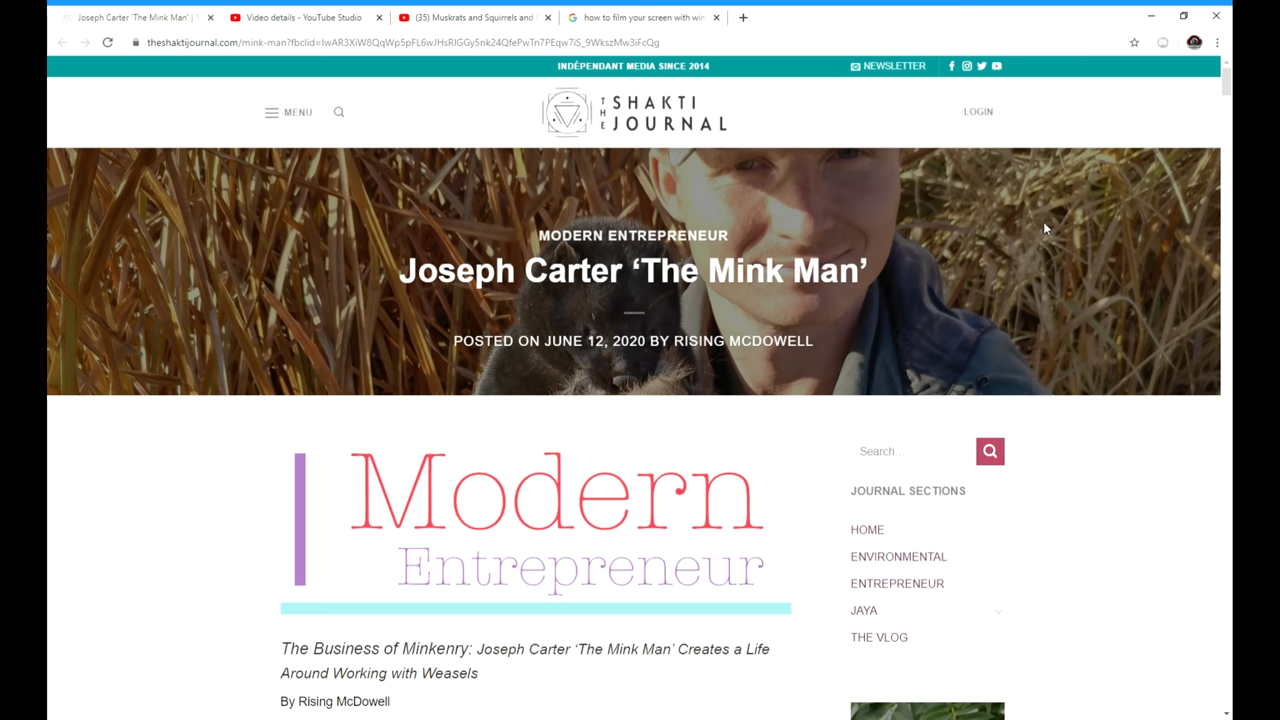 Joseph Carter 'The Mink Man' | T
Video details - YouTube Studio
(35) Muskrats and Squirrels and
how to film your screen with win
theshaktijournal.com/mink-man?fbclid=IwAR3XiW8QqWp5pFL6wJHsRIGGy5nk24QfePwTn7PEqw7iS_9WkszMw3iFcQg
INDÉPENDANT MEDIA SINCE 2014
NEWSLETTER
MENU
THE SHAKTI
JOURNAL
LOGIN
MODERN ENTREPRENEUR
Joseph Carter ‘The Mink Man’
POSTED ON JUNE 12, 2020 BY RISING MCDOWELL
Modern
Entrepreneur
The Business of Minkenry: Joseph Carter ‘The Mink Man’ Creates a Life
Around Working with Weasels
By Rising McDowell
Search…
JOURNAL SECTIONS
HOME
ENVIRONMENTAL
ENTREPRENEUR
JAYA
THE VLOG